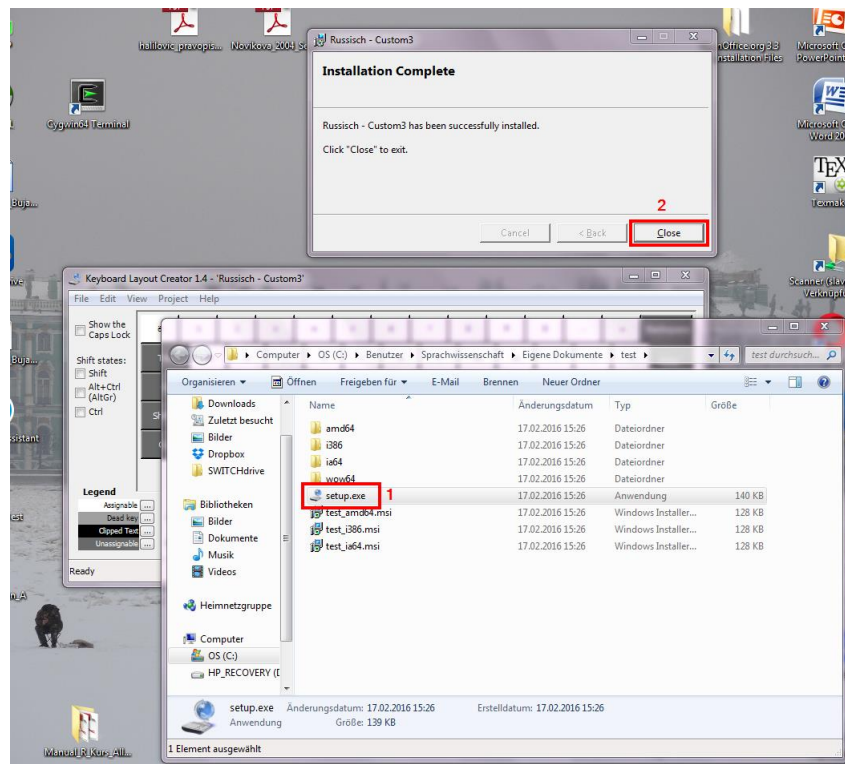 halilovic_pravopis...
Novikova_2004_Se
Cygwin64 Terminal
Russisch - Custom3
Installation Complete
Russisch - Custom3 has been successfully installed.
Click "Close" to exit.
2
Cancel
< Back
Close
Office.org 3.3
Installation Files
Microsoft O
PowerPoint
Microsoft O
Word 20
TEX
Texmak
Scanner (slav
Verknüpf
Keyboard Layout Creator 1.4 - 'Russisch - Custom3'
File Edit View Project Help
Show the
Caps Lock
Shift states:
Shift
Alt+Ctrl
(AltGr)
Ctrl
Legend
Assignable ...
Dead key ...
Clipped Text ...
Unassignable ...
Ready
Computer OS (C:) Benutzer Sprachwissenschaft Eigene Dokumente test
test durchsuch...
Organisieren Öffnen Freigeben für E-Mail Brennen Neuer Ordner
Downloads
Zuletzt besucht
Bilder
Dropbox
SWITCHdrive
Bibliotheken
Bilder
Dokumente
Musik
Videos
Heimnetzgruppe
Computer
OS (C:)
HP_RECOVERY (D
Name Änderungsdatum Typ Größe
amd64 17.02.2016 15:26 Dateiordner
i386 17.02.2016 15:26 Dateiordner
ia64 17.02.2016 15:26 Dateiordner
wow64 17.02.2016 15:26 Dateiordner
setup.exe 1 17.02.2016 15:26 Anwendung 140 KB
test_amd64.msi 17.02.2016 15:26 Windows Installer... 128 KB
test_i386.msi 17.02.2016 15:26 Windows Installer... 128 KB
test_ia64.msi 17.02.2016 15:26 Windows Installer... 128 KB
setup.exe Änderungsdatum: 17.02.2016 15:26 Erstelldatum: 17.02.2016 15:26
Anwendung Größe: 139 KB
1 Element ausgewählt
Manual_R_Kurs_All...